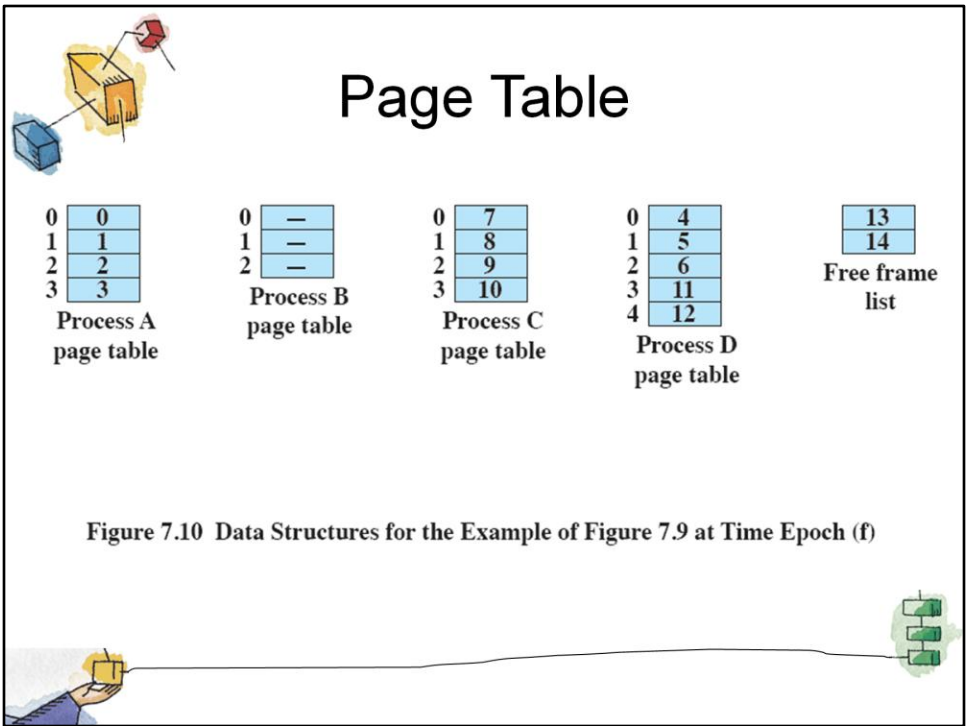 Page Table
0 0
1 1
2 2
3 3
Process A
page table
0 —
1 —
2 —
Process B
page table
0 7
1 8
2 9
3 10
Process C
page table
0 4
1 5
2 6
3 11
4 12
Process D
page table
13
14
Free frame
list
Figure 7.10 Data Structures for the Example of Figure 7.9 at Time Epoch (f)